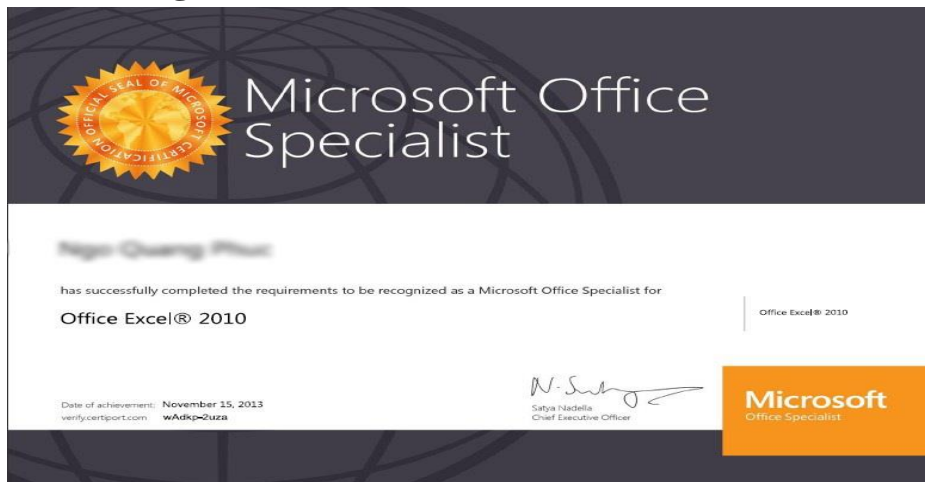 OFFICIAL SEAL OF MICROSOFT CERTIFICATION
Microsoft Office
Specialist
has successfully completed the requirements to be recognized as a Microsoft Office Specialist for
Office Excel® 2010
Office Excel® 2010
Date of achievement: November 15, 2013
verify.certiport.com wAdkp-2uza
Satya Nadella
Chief Executive Officer
Microsoft
Office Specialist